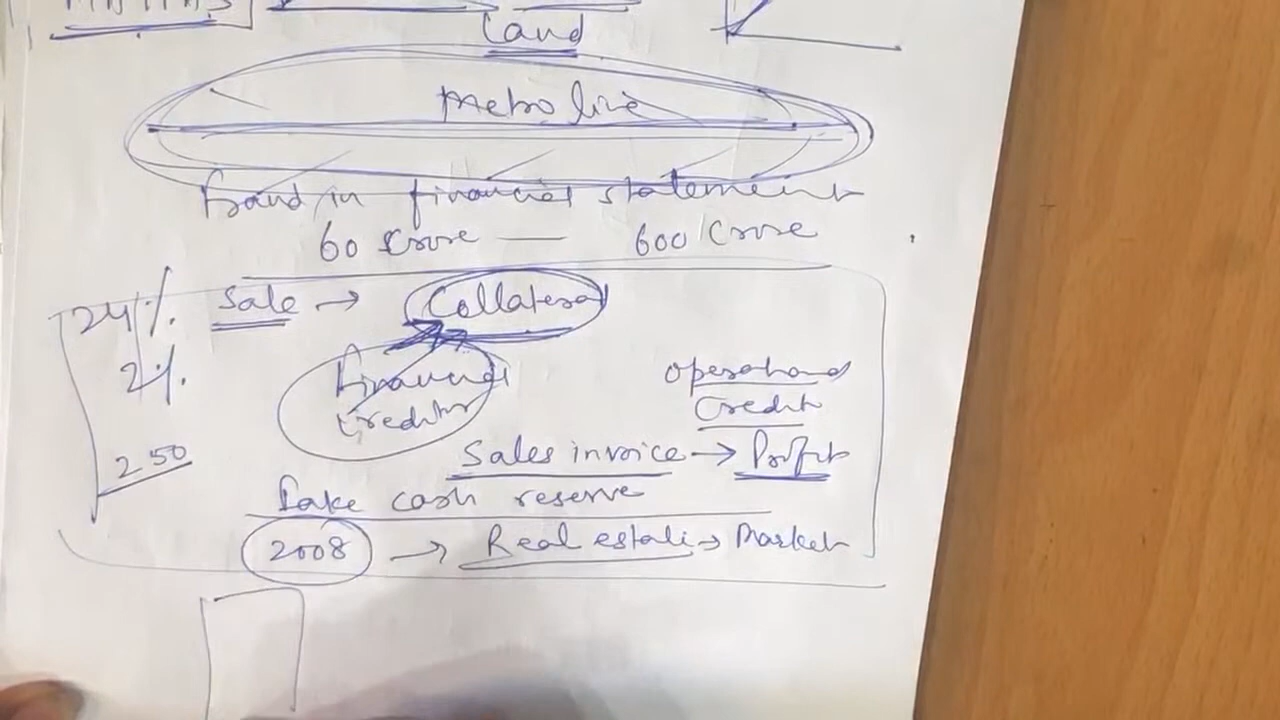 MAYTAS
Land
Metro line
Fraud in financial statement
60 Crore — 600 Crore
24%. Sale → Collateral
2%. Financial Operational
Creditor Credit
250 Sales invoice → Profit
Fake cash reserve
2008 → Real estate → Market